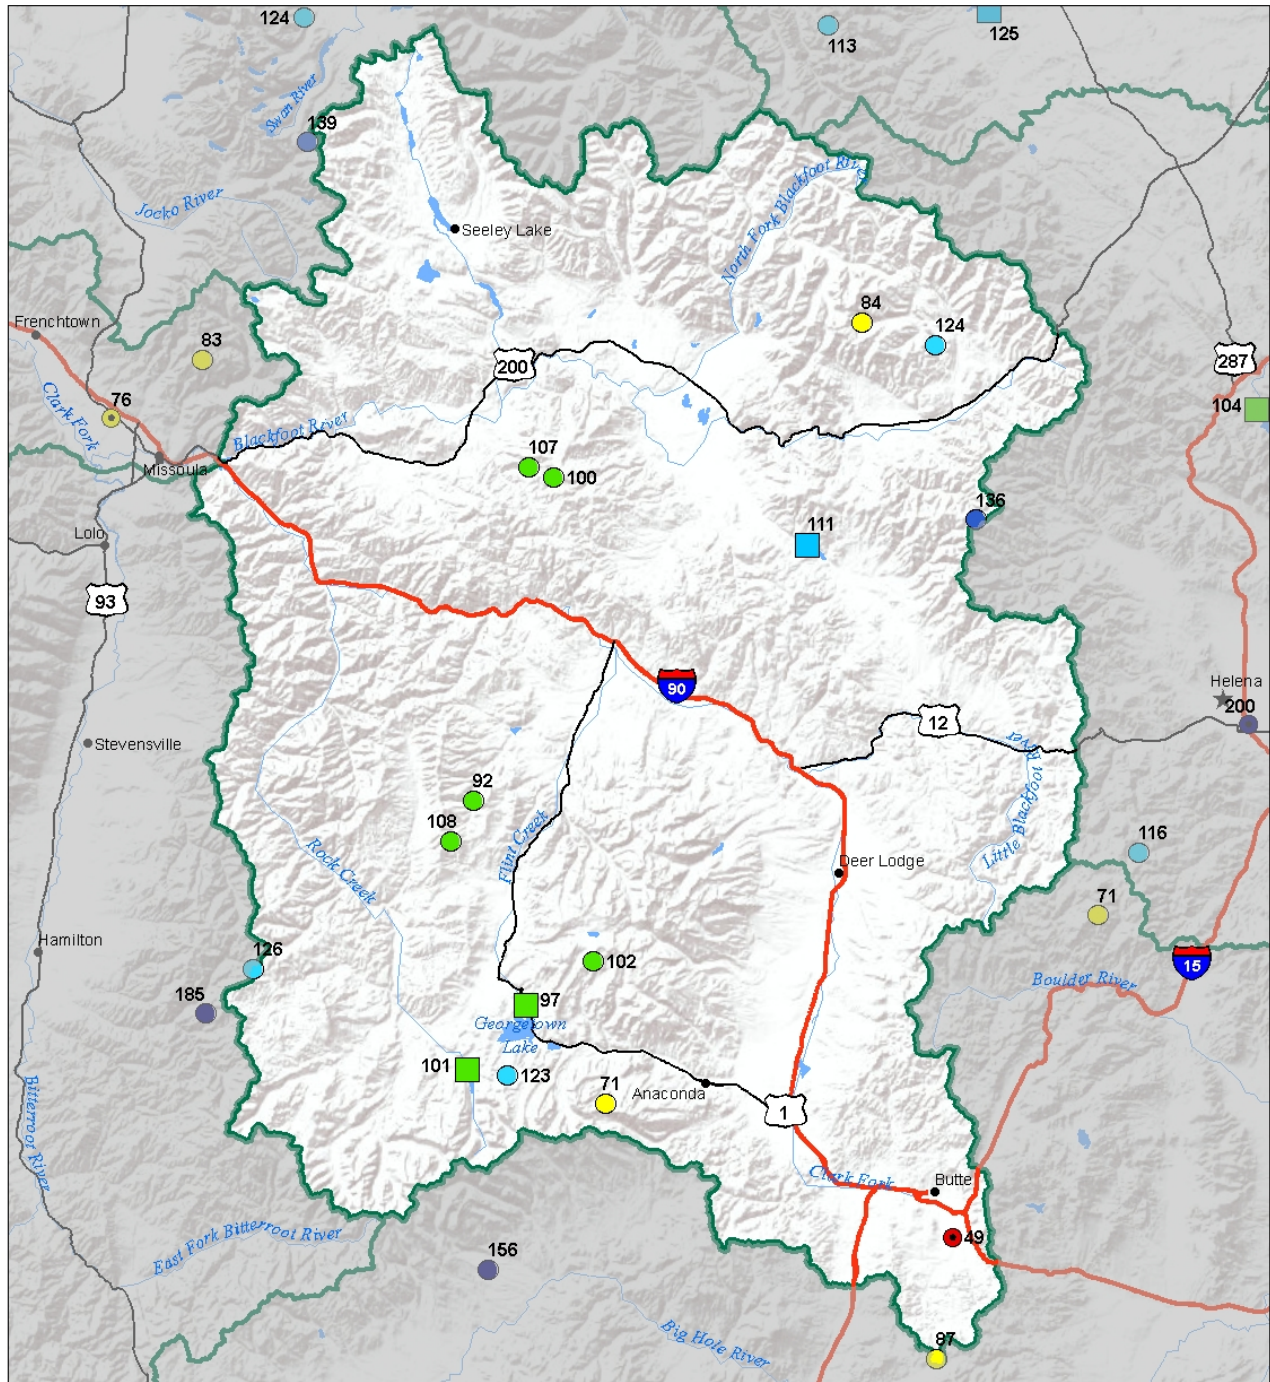 124
113
125
Swan River
139
Jocko River
North Fork Blackfoot River
Seeley Lake
84
124
Frenchtown
83
200
287
104
76
Clark Fork
Blackfoot River
Missoula
107
100
136
111
Lolo
93
90
Helena
200
12
Stevensville
Little Blackfoot River
92
108
Flint Creek
Rock Creek
116
Deer Lodge
71
Hamilton
126
102
15
Boulder River
185
97
Georgetown
Lake
101
123
71
Anaconda
1
Bitterroot River
Clark Fork
Butte
49
East Fork Bitterroot River
156
Big Hole River
87